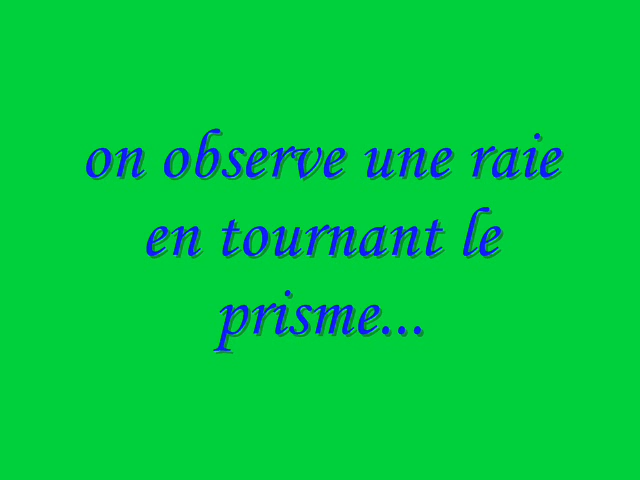 on observe une raie
en tournant le
prisme...